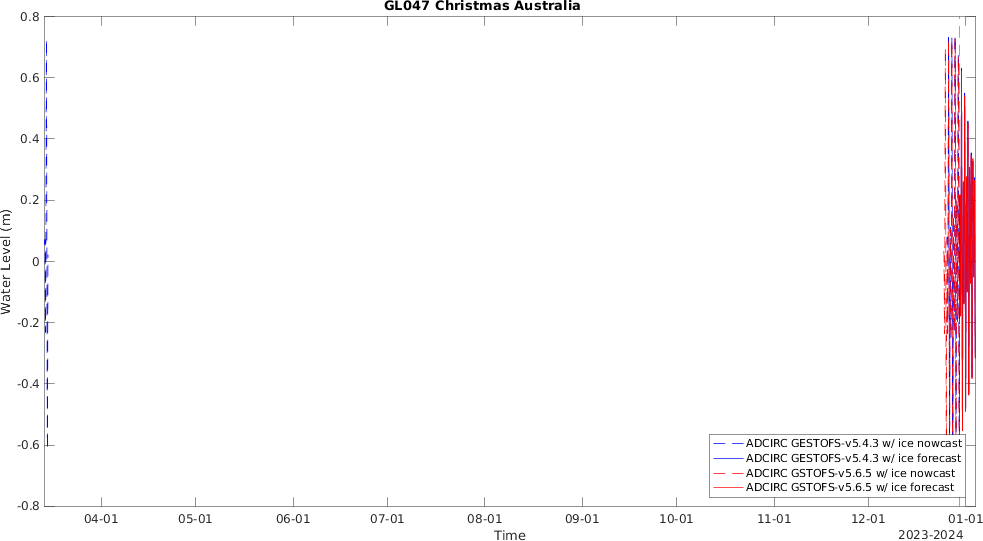 GL047 Christmas Australia
Water Level (m)
0.8
0.6
0.4
0.2
0
-0.2
-0.4
-0.6
-0.8
ADCIRC GESTOFS-v5.4.3 w/ ice nowcast
ADCIRC GESTOFS-v5.4.3 w/ ice forecast
ADCIRC GSTOFS-v5.6.5 w/ ice nowcast
ADCIRC GSTOFS-v5.6.5 w/ ice forecast
04-01 05-01 06-01 07-01 08-01 09-01 10-01 11-01 12-01 01-01
Time
2023-2024